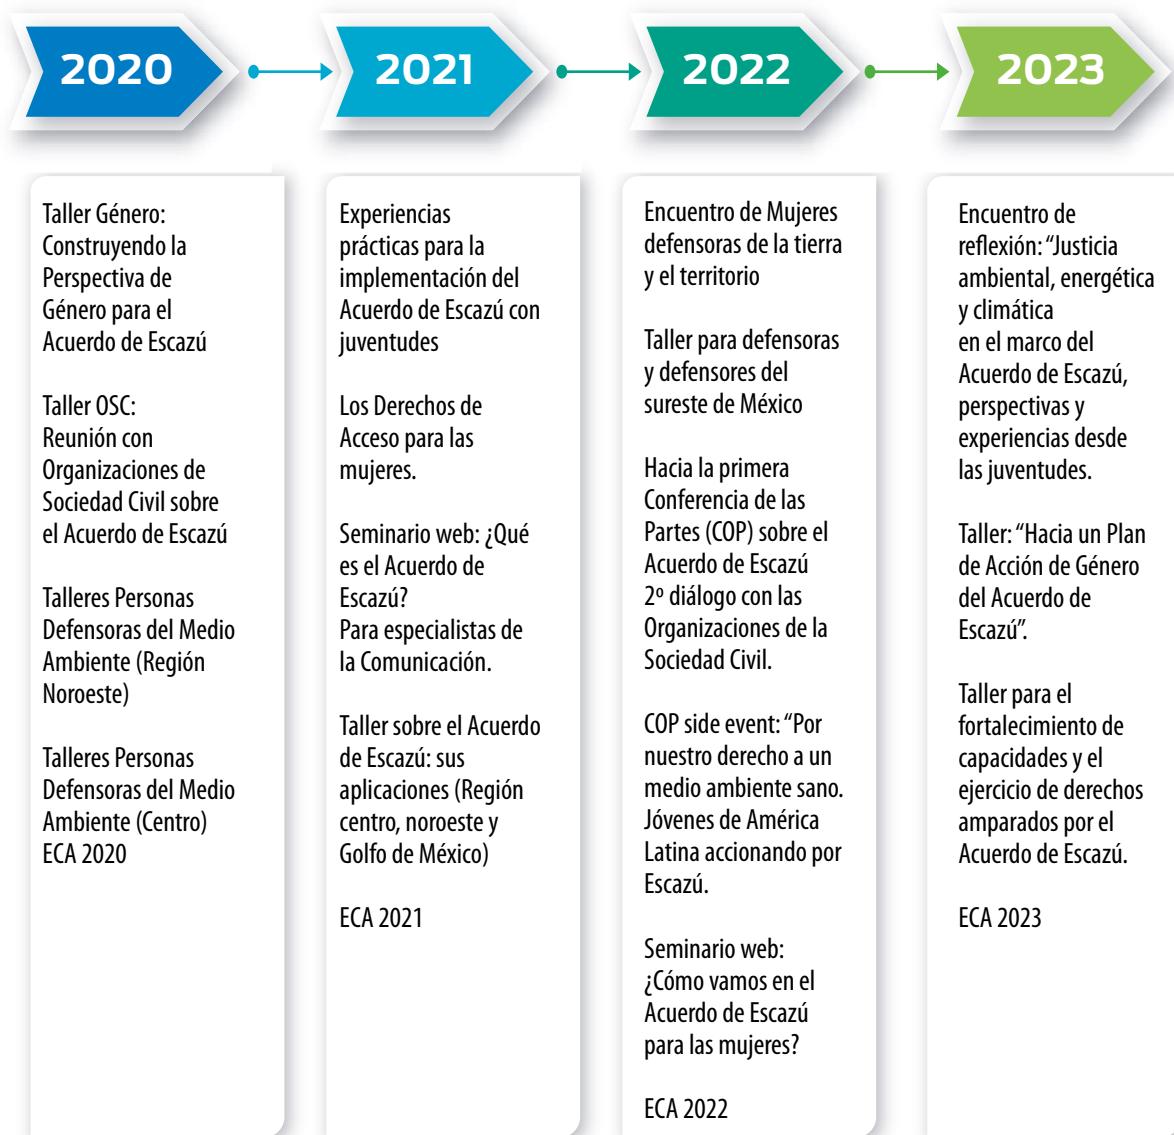 2020
2021
2022
2023
Taller Género:
Construyendo la
Perspectiva de
Género para el
Acuerdo de Escazú
Taller OSC:
Reunión con
Organizaciones de
Sociedad Civil sobre
el Acuerdo de Escazú
Talleres Personas
Defensoras del Medio
Ambiente (Región
Noroeste)
Talleres Personas
Defensoras del Medio
Ambiente (Centro)
ECA 2020
Experiencias
prácticas para la
implementación del
Acuerdo de Escazú con
juventudes
Los Derechos de
Acceso para las
mujeres.
Seminario web: ¿Qué
es el Acuerdo de
Escazú?
Para especialistas de
la Comunicación.
Taller sobre el Acuerdo
de Escazú: sus
aplicaciones (Región
centro, noroeste y
Golfo de México)
ECA 2021
Encuentro de Mujeres
defensoras de la tierra
y el territorio
Taller para defensoras
y defensores del
sureste de México
Hacia la primera
Conferencia de las
Partes (COP) sobre el
Acuerdo de Escazú
2º diálogo con las
Organizaciones de la
Sociedad Civil.
COP side event: “Por
nuestro derecho a un
medio ambiente sano.
Jóvenes de América
Latina accionando por
Escazú.
Seminario web:
¿Cómo vamos en el
Acuerdo de Escazú
para las mujeres?
ECA 2022
Encuentro de
reflexión: “Justicia
ambiental, energética
y climática
en el marco del
Acuerdo de Escazú,
perspectivas y
experiencias desde
las juventudes.
Taller: “Hacia un Plan
de Acción de Género
del Acuerdo de
Escazú”.
Taller para el
fortalecimiento de
capacidades y el
ejercicio de derechos
amparados por el
Acuerdo de Escazú.
ECA 2023